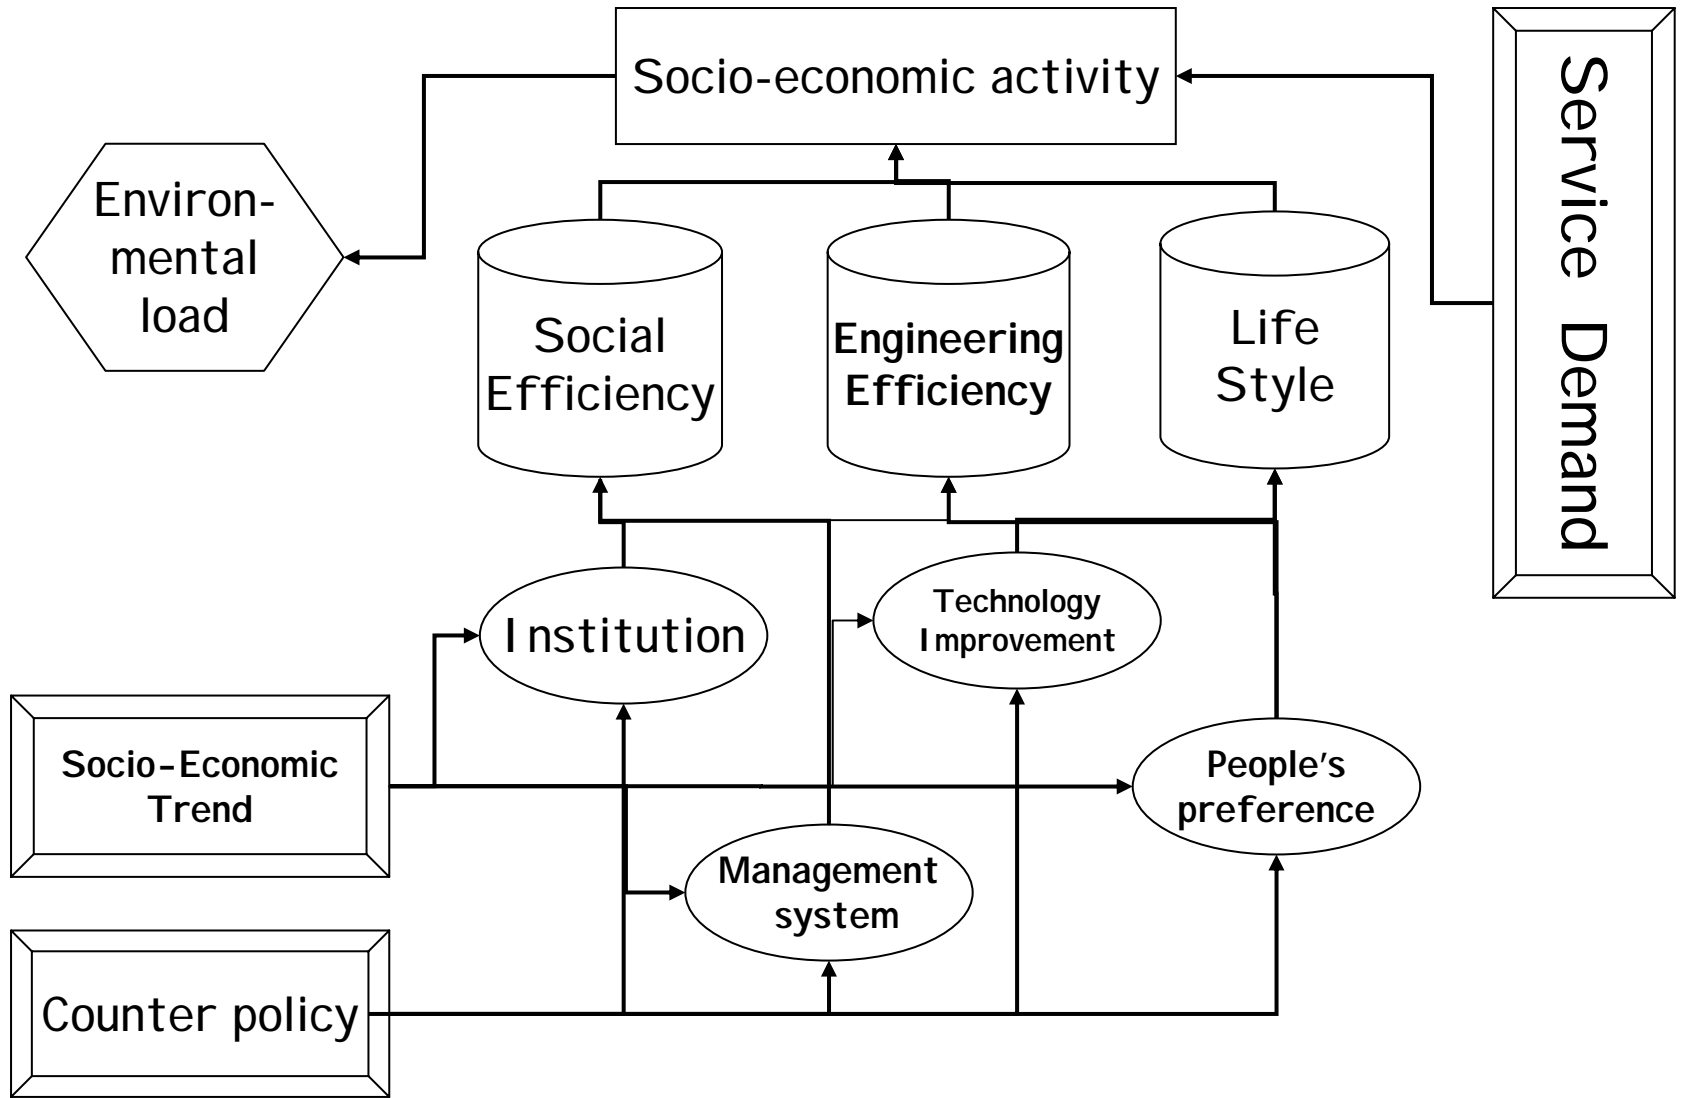 Socio-economic activity
Service Demand
Environ-
mental
load
Social
Efficiency
Engineering
Efficiency
Life
Style
Institution
Technology
Improvement
Socio-Economic
Trend
People's
preference
Management
system
Counter policy